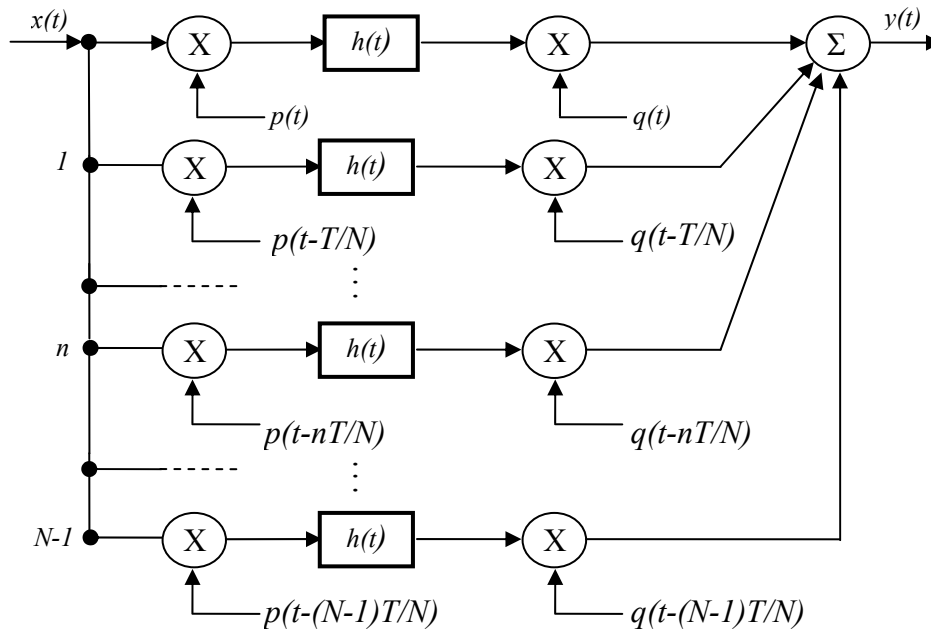 x(t) X h(t) X Σ y(t)
p(t) q(t)
1 X h(t) X
p(t-T/N) q(t-T/N)
n X h(t) X
p(t-nT/N) q(t-nT/N)
N-1 X h(t) X
p(t-(N-1)T/N) q(t-(N-1)T/N)